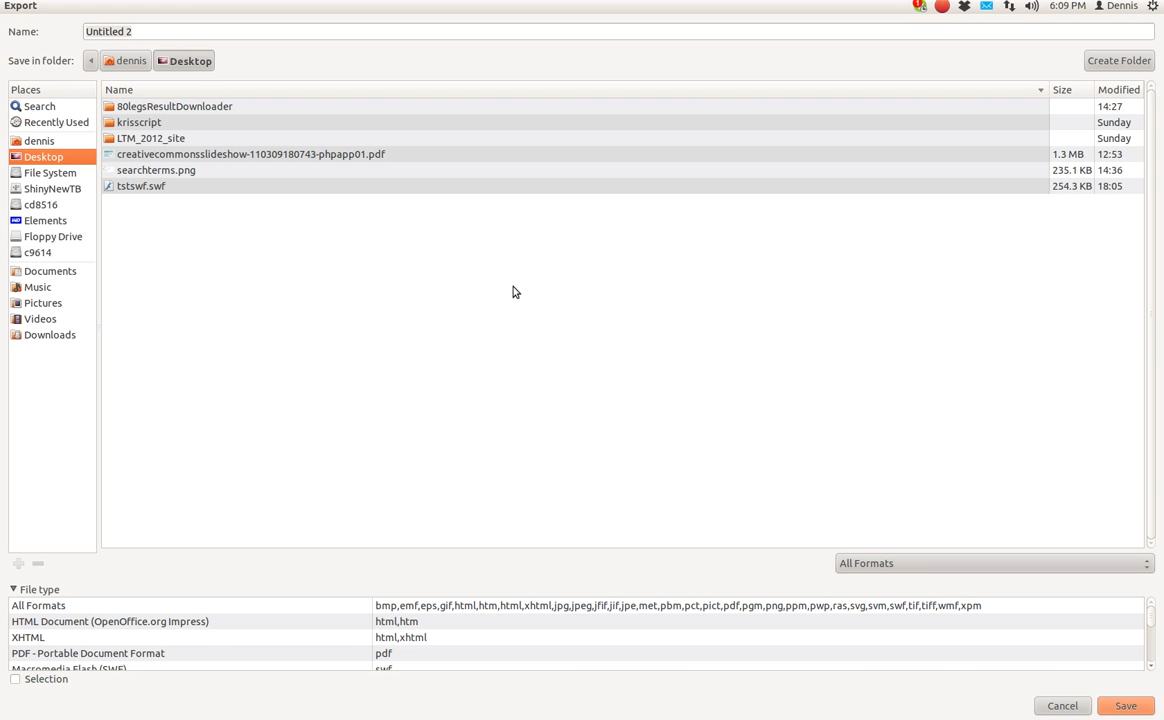 Export
1
6:09 PM
Dennis
Name:
Untitled 2
Save in folder:
dennis
Desktop
Create Folder
Places
Search
Recently Used
dennis
Desktop
File System
ShinyNewTB
cd8516
Elements
Floppy Drive
c9614
Documents
Music
Pictures
Videos
Downloads
Name Size Modified
80legsResultDownloader 14:27
krisscript Sunday
LTM_2012_site Sunday
creativecommonsslideshow-110309180743-phpapp01.pdf 1.3 MB 12:53
searchterms.png 235.1 KB 14:36
tstswf.swf 254.3 KB 18:05
All Formats
File type
All Formats bmp,emf,eps,gif,html,htm,html,xhtml,jpg,jpeg,jfif,jif,jpe,met,pbm,pct,pict,pdf,pgm,png,ppm,pwp,ras,svg,svm,swf,tif,tiff,wmf,xpm
HTML Document (OpenOffice.org Impress) html,htm
XHTML html,xhtml
PDF - Portable Document Format pdf
Macromedia Flash (SWF) swf
Selection
Cancel
Save